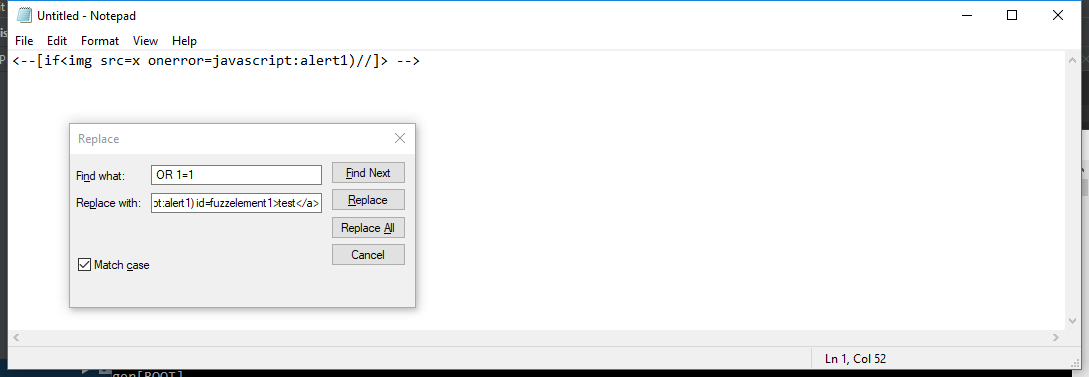 Untitled - Notepad
File Edit Format View Help
<--[if<img src=x onerror=javascript:alert1)//]> -->
Replace
Find what: OR 1=1 Find Next
Replace with: pt:alert1) id=fuzzelement1>test</a> Replace
Replace All
Cancel
Match case
Ln 1, Col 52
gen[ROOT]